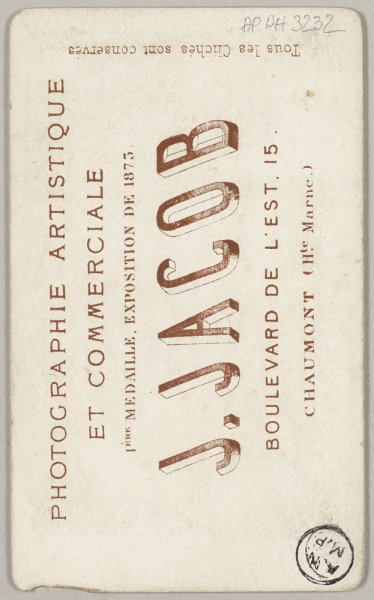 AP PH 3232
Tous les Clichés sont conservés
PHOTOGRAPHIE ARTISTIQUE
ET COMMERCIALE
1ÈRE MEDAILLE, EXPOSITION DE 1873.
J. JACOB
BOULEVARD DE L'EST, 15.
CHAUMONT (Hte Marne.)
A.N
M.P